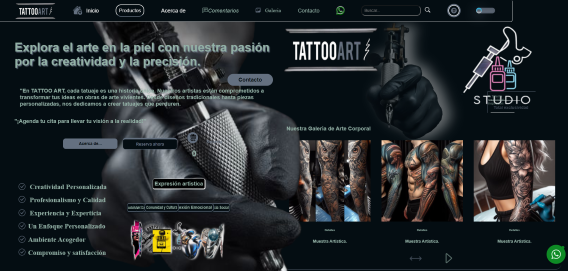 TATTOOART
Inicio
Productos
Acerca de
Comentarios
Galeria
Contacto
Buscar...
Explora el arte en la piel con nuestra pasión
por la creatividad y la precisión.
Contacto
"En TATTOO ART, cada tatuaje es una historia
Nuestros artistas están comprometidos a
transformar tus ideas en obras de arte vivientes.
diseños tradicionales hasta piezas
personalizadas, nos dedicamos a crear tatuajes que perduren.
"¡Agenda tu cita para llevar tu visión a la realidad!"
Acerca de...
Reserva ahora
TATTOOART
STUDIO
Nuestra Galeria de Arte Corporal
Creatividad Personalizada
Profesionalismo y Calidad
Experiencia y Experticia
Un Enfoque Personalizado
Ambiente Acogedor
Compromiso y satisfacción
Expresión artística
Muestra Artistica.
Muestra Artistica.
Muestra Artistica.